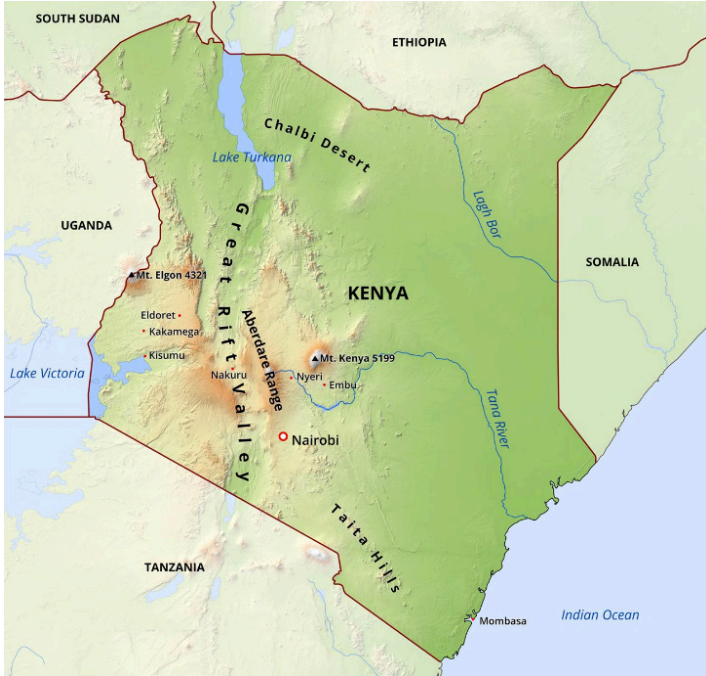 SOUTH SUDAN
ETHIOPIA
Chalbi Desert
Lake Turkana
Lagh Bor
UGANDA
Great Rift Valley
SOMALIA
Mt. Elgon 4321
KENYA
Eldoret
Aberdare Range
Kakamega
Kisumu
Mt. Kenya 5199
Lake Victoria
Nakuru
Nyeri
Embu
Tana River
Nairobi
Taita Hills
TANZANIA
Indian Ocean
Mombasa